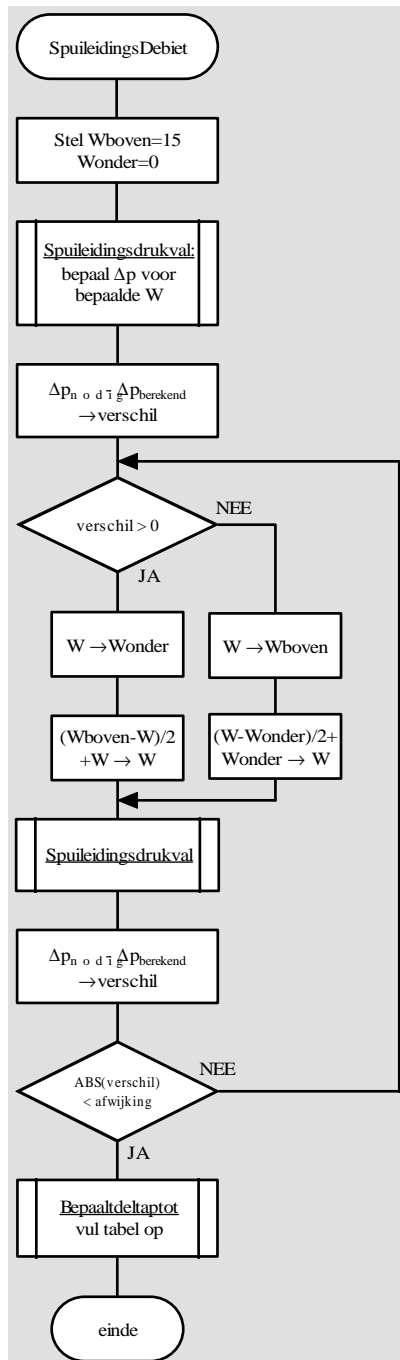 SpuileidingsDebiet
Stel Wboven=15
Wonder=0
Spuileidingsdrukval:
bepaal Δp voor
bepaalde W
Δpnodig-Δpberekend
→verschil
verschil > 0
NEE
JA
W →Wonder
W →Wboven
(Wboven-W)/2
+W → W
(W-Wonder)/2+
Wonder → W
Spuileidingsdrukval
Δpnodig-Δpberekend
→verschil
ABS(verschil)
< afwijking
NEE
JA
Bepaaltdeltaptot
vul tabel op
einde